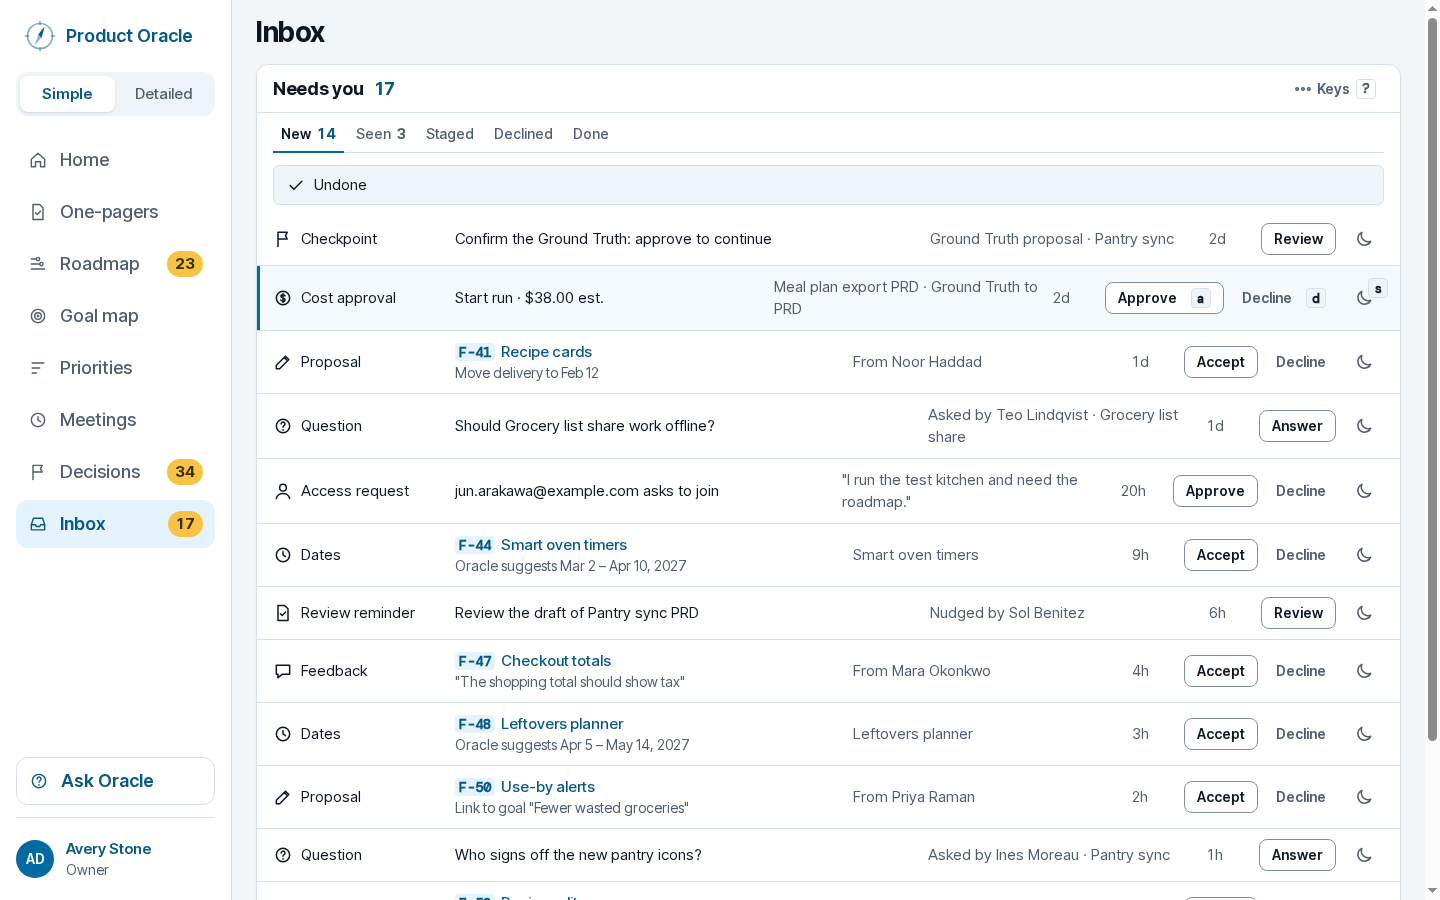 Product Oracle
Simple Detailed
Home
One-pagers
Roadmap 23
Goal map
Priorities
Meetings
Decisions 34
Inbox 17
Ask Oracle
AD Avery Stone
Owner
Inbox
Needs you 17 ••• Keys ?
New 14 Seen 3 Staged Declined Done
Undone
Checkpoint Confirm the Ground Truth: approve to continue Ground Truth proposal · Pantry sync 2d Review
Cost approval Start run · $38.00 est. Meal plan export PRD · Ground Truth to
PRD 2d Approve a Decline d s
Proposal F-41 Recipe cards
Move delivery to Feb 12 From Noor Haddad 1d Accept Decline
Question Should Grocery list share work offline? Asked by Teo Lindqvist · Grocery list
share 1d Answer
Access request jun.arakawa@example.com asks to join "I run the test kitchen and need the
roadmap." 20h Approve Decline
Dates F-44 Smart oven timers
Oracle suggests Mar 2 – Apr 10, 2027 Smart oven timers 9h Accept Decline
Review reminder Review the draft of Pantry sync PRD Nudged by Sol Benitez 6h Review
Feedback F-47 Checkout totals
"The shopping total should show tax" From Mara Okonkwo 4h Accept Decline
Dates F-48 Leftovers planner
Oracle suggests Apr 5 – May 14, 2027 Leftovers planner 3h Accept Decline
Proposal F-50 Use-by alerts
Link to goal "Fewer wasted groceries" From Priya Raman 2h Accept Decline
Question Who signs off the new pantry icons? Asked by Ines Moreau · Pantry sync 1h Answer